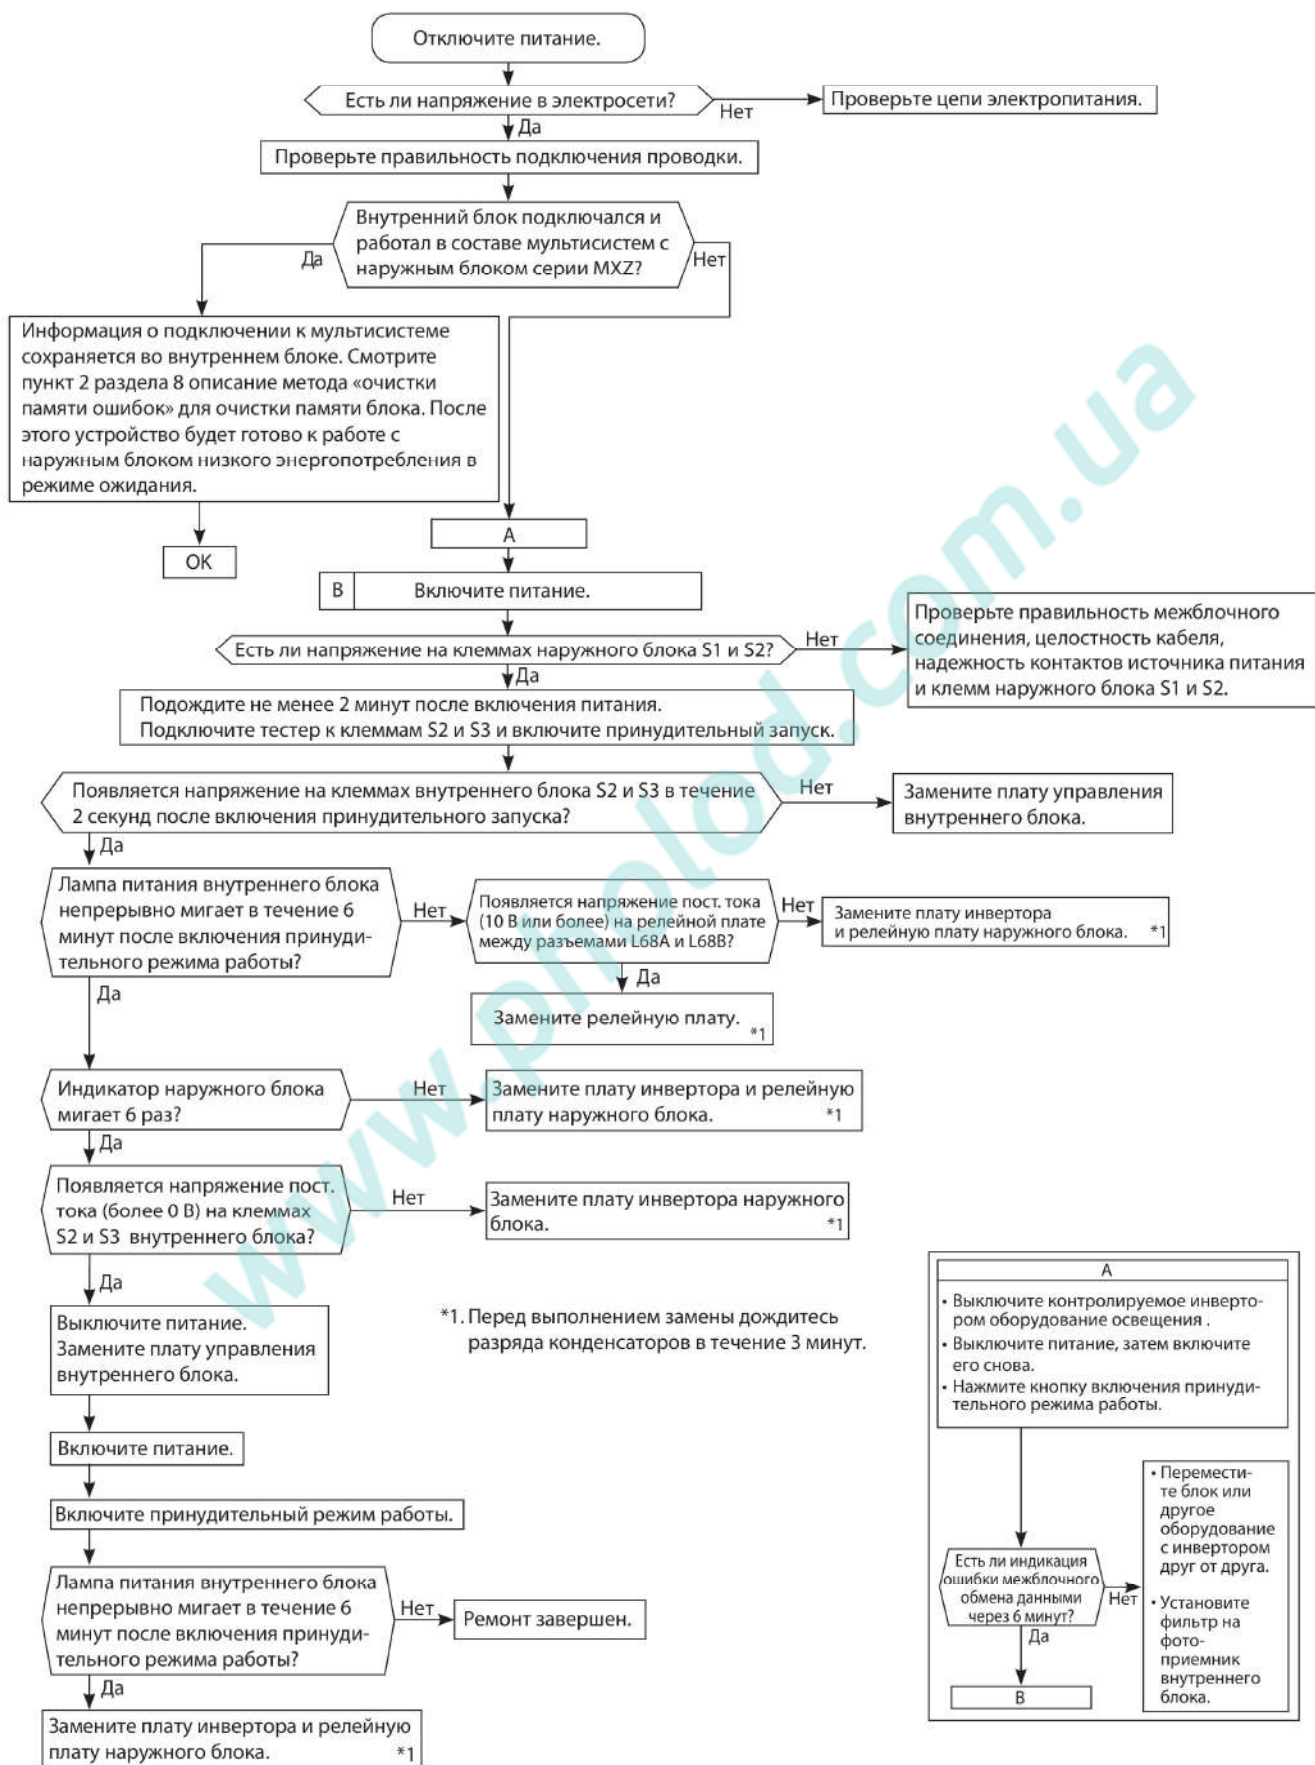 Отключите питание.
Есть ли напряжение в электросети?
Нет
Проверьте цепи электропитания.
Да
Проверьте правильность подключения проводки.
Внутренний блок подключался и
работал в составе мультисистем с
наружным блоком серии MXZ?
Да
Нет
Информация о подключении к мультисистеме
сохраняется во внутреннем блоке. Смотрите
пункт 2 раздела 8 описание метода «очистки
памяти ошибок» для очистки памяти блока. После
этого устройство будет готово к работе с
наружным блоком низкого энергопотребления в
режиме ожидания.
OK
A
B
Включите питание.
Есть ли напряжение на клеммах наружного блока S1 и S2?
Нет
Проверьте правильность межблочного
соединения, целостность кабеля,
надежность контактов источника питания
и клемм наружного блока S1 и S2.
Да
Подождите не менее 2 минут после включения питания.
Подключите тестер к клеммам S2 и S3 и включите принудительный запуск.
Появляется напряжение на клеммах внутреннего блока S2 и S3 в течение
2 секунд после включения принудительного запуска?
Нет
Замените плату управления
внутреннего блока.
Да
Лампа питания внутреннего блока
непрерывно мигает в течение 6
минут после включения принуди-
тельного режима работы?
Нет
Появляется напряжение пост. тока
(10 В или более) на релейной плате
между разъемами L68A и L68B?
Нет
Замените плату инвертора
и релейную плату наружного блока. *1
Да
Замените релейную плату.
*1
Да
Индикатор наружного блока
мигает 6 раз?
Нет
Замените плату инвертора и релейную
плату наружного блока. *1
Да
Появляется напряжение пост.
тока (более 0 В) на клеммах
S2 и S3 внутреннего блока?
Нет
Замените плату инвертора наружного
блока. *1
Да
Выключите питание.
Замените плату управления
внутреннего блока.
*1. Перед выполнением замены дождитесь
разряда конденсаторов в течение 3 минут.
Включите питание.
Включите принудительный режим работы.
Лампа питания внутреннего блока
непрерывно мигает в течение 6
минут после включения принуди-
тельного режима работы?
Нет
Ремонт завершен.
Да
Замените плату инвертора и релейную
плату наружного блока. *1
A
• Выключите контролируемое инверто-
ром оборудование освещения .
• Выключите питание, затем включите
его снова.
• Нажмите кнопку включения принуди-
тельного режима работы.
Есть ли индикация
ошибки межблочного
обмена данными
через 6 минут?
Нет
• Перемести-
те блок или
другое
оборудование
с инвертором
друг от друга.
• Установите
фильтр на
фото-
приемник
внутреннего
блока.
Да
B
www.pholod.com.ua